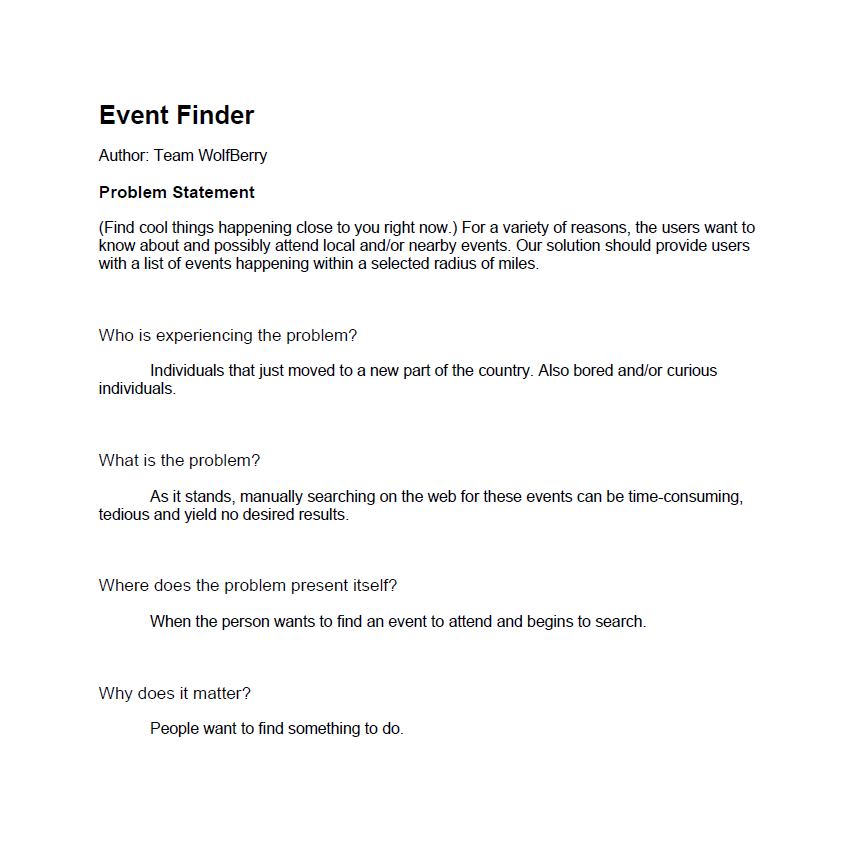 Event Finder
Author: Team WolfBerry
Problem Statement
(Find cool things happening close to you right now.) For a variety of reasons, the users want to
know about and possibly attend local and/or nearby events. Our solution should provide users
with a list of events happening within a selected radius of miles.
Who is experiencing the problem?
Individuals that just moved to a new part of the country. Also bored and/or curious
individuals.
What is the problem?
As it stands, manually searching on the web for these events can be time-consuming,
tedious and yield no desired results.
Where does the problem present itself?
When the person wants to find an event to attend and begins to search.
Why does it matter?
People want to find something to do.